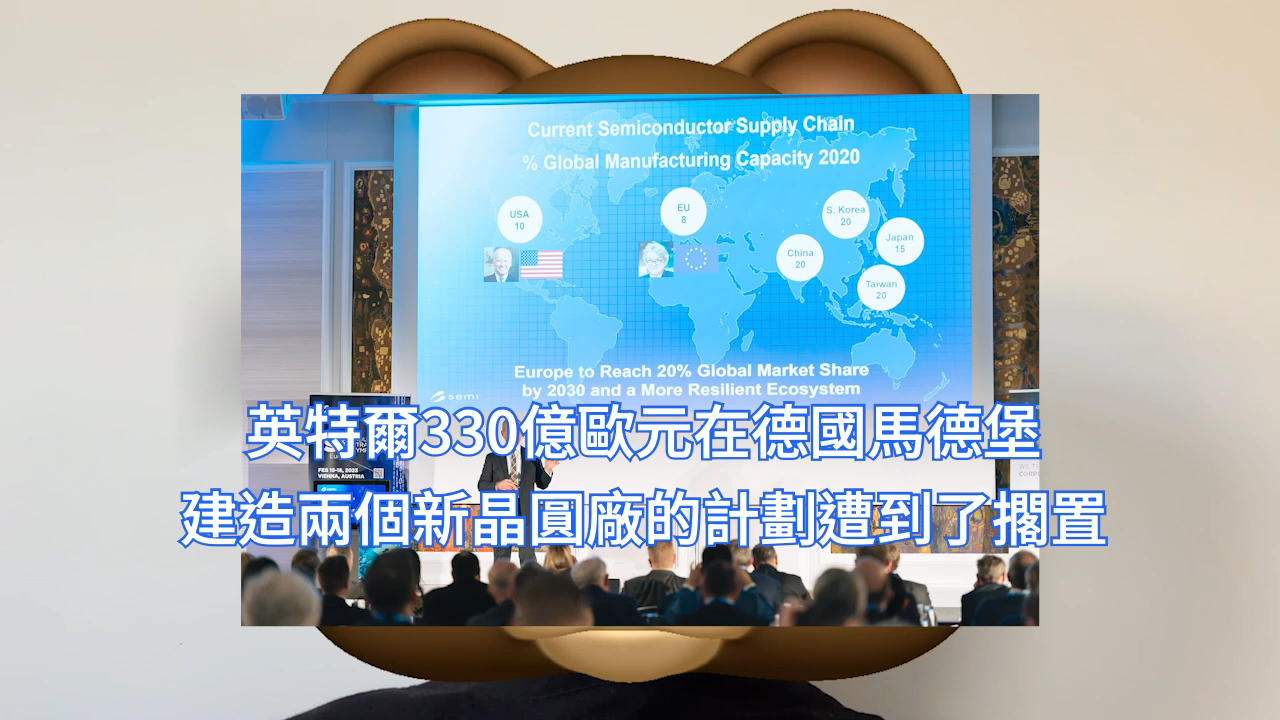 Current Semiconductor Supply Chain
% Global Manufacturing Capacity 2020
USA
10
EU
8
S. Korea
20
Japan
15
China
20
Taiwan
20
Europe to Reach 20% Global Market Share
by 2030 and a More Resilient Ecosystem
semi
英特爾330億歐元在德國馬德堡
建造兩個新晶圓廠的計劃遭到了擱置
FEB 15-16, 2023
VIENNA, AUSTRIA